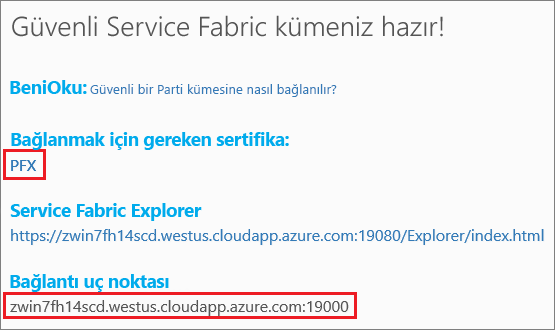 Güvenli Service Fabric kümeniz hazır!
BeniOku: Güvenli bir Parti kümesine nasıl bağlanılır?
Bağlanmak için gereken sertifika:
PFX
Service Fabric Explorer
https://zwin7fh14scd.westus.cloudapp.azure.com:19080/Explorer/index.html
Bağlantı uç noktası
zwin7fh14scd.westus.cloudapp.azure.com:19000